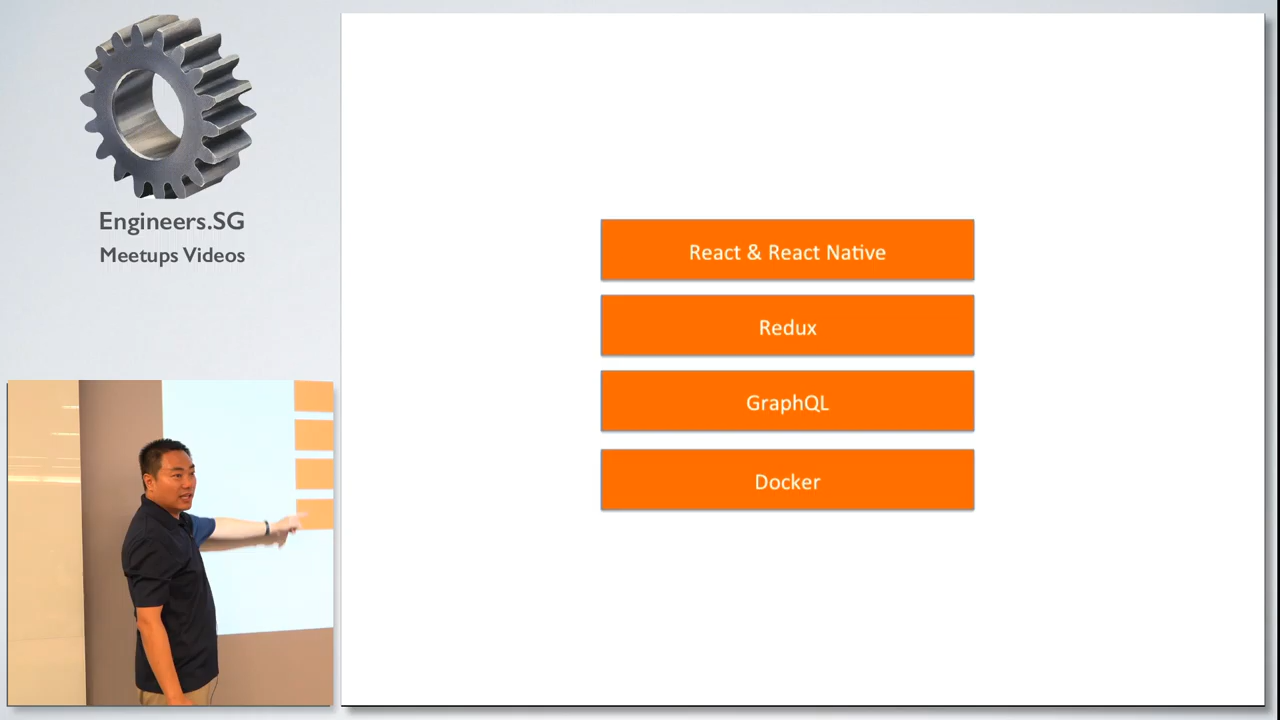 Engineers.SG
Meetups Videos
React & React Native
Redux
GraphQL
Docker